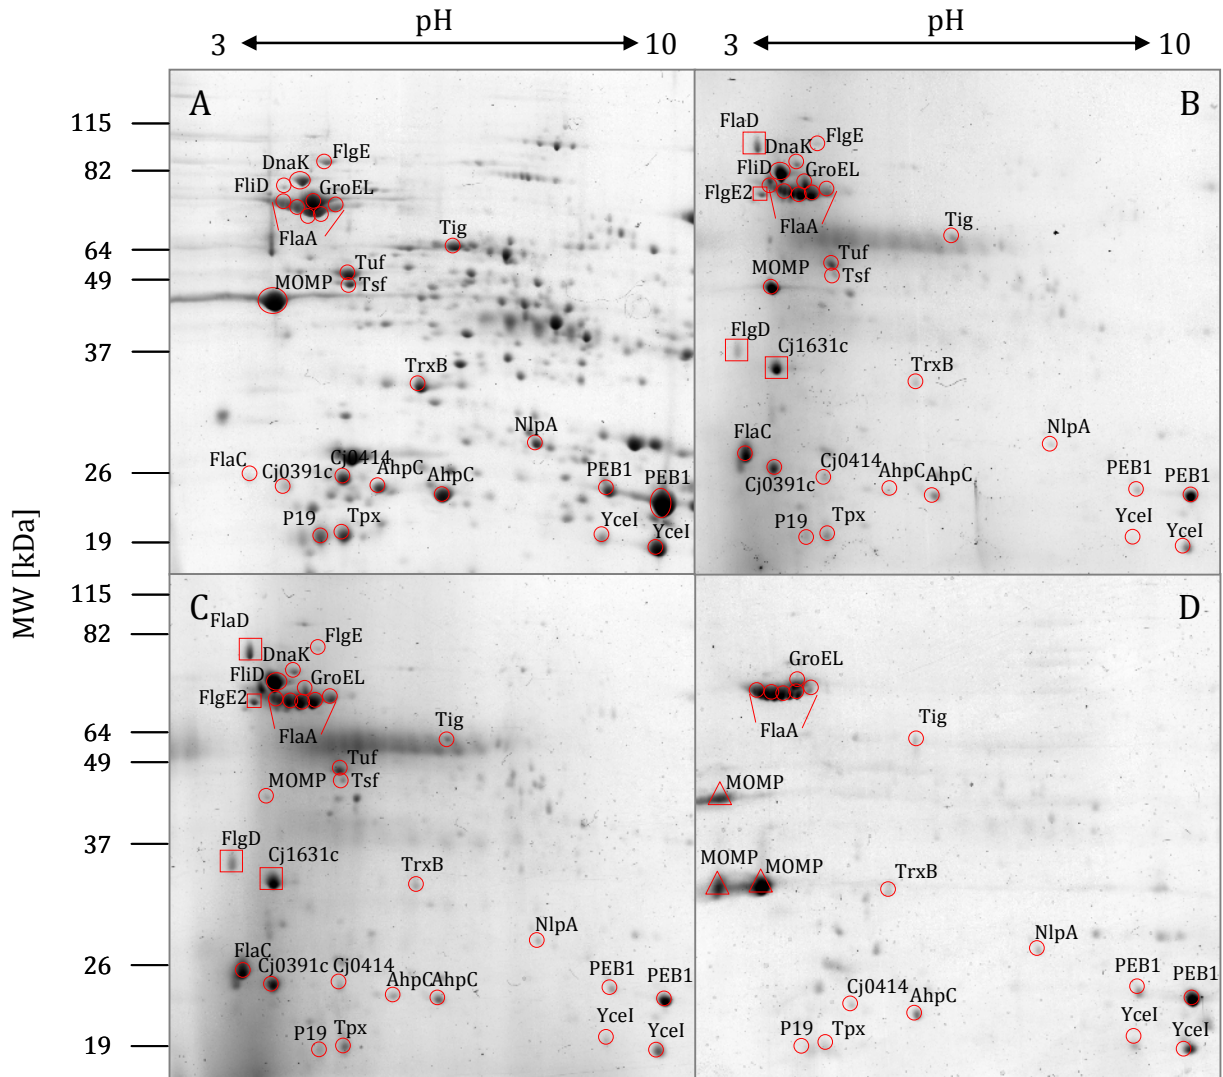 pH pH
3 10 3 10
A B
115
FlaD FlgE
82 DnaK FlgE DnaK
FliD GroEL FliD GroEL
FlgE2
FlaA FlaA
Tig Tig
64
Tuf Tuf
49 MOMP Tsf MOMP Tsf
37 FlgD Cj1631c
TrxB TrxB
NlpA NlpA
FlaC
FlaC Cj0391c Cj0414 AhpC AhpC PEB1 PEB1 Cj0391c Cj0414 AhpC AhpC PEB1 PEB1
26
P19 Tpx YceI YceI P19 Tpx YceI YceI
19
MW [kDa]
115
C D
FlaD FlgE
82
DnaK
FliD GroEL GroEL
FlgE2
FlaA FlaA
64 Tig Tig
49 Tuf
MOMP Tsf MOMP
37
FlgD Cj1631c MOMP MOMP
TrxB TrxB
NlpA NlpA
26 FlaC Cj0391c Cj0414 AhpC AhpC PEB1 PEB1 Cj0414 AhpC PEB1 PEB1
P19 Tpx YceI YceI P19 Tpx YceI YceI
19